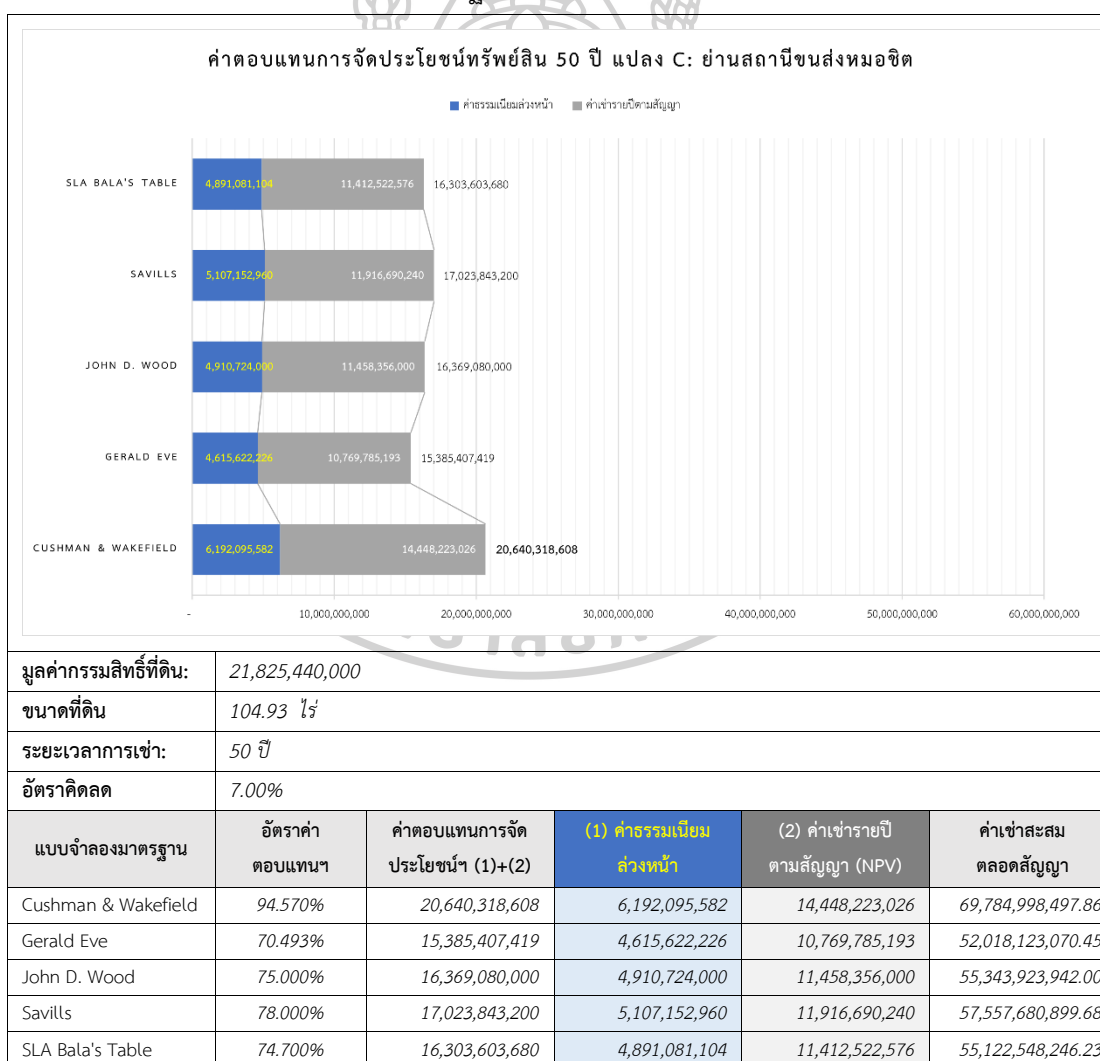 ค่าตอบแทนการจัดประโยชน์ทรัพย์สิน 50 ปี แปลง C: ย่านสถานีขนส่งหมอชิต
ค่าธรรมเนียมล่วงหน้า ค่าเช่ารายปีตามสัญญา
SLA BALA'S TABLE 4,891,081,104 11,412,522,576 16,303,603,680
SAVILLS 5,107,152,960 11,916,690,240 17,023,843,200
JOHN D. WOOD 4,910,724,000 11,458,356,000 16,369,080,000
GERALD EVE 4,615,622,226 10,769,785,193 15,385,407,419
CUSHMAN & WAKEFIELD 6,192,095,582 14,448,223,026 20,640,318,608
- 10,000,000,000 20,000,000,000 30,000,000,000 40,000,000,000 50,000,000,000 60,000,000,000
มูลค่ากรรมสิทธิ์ที่ดิน: 21,825,440,000
ขนาดที่ดิน 104.93 ไร่
ระยะเวลาการเช่า: 50 ปี
อัตราคิดลด 7.00%
แบบจำลองมาตรฐาน อัตราค่า ค่าตอบแทนการจัด (1) ค่าธรรมเนียม (2) ค่าเช่ารายปี ค่าเช่าสะสม
ตอบแทนฯ ประโยชน์ฯ (1)+(2) ล่วงหน้า ตามสัญญา (NPV) ตลอดสัญญา
Cushman & Wakefield 94.570% 20,640,318,608 6,192,095,582 14,448,223,026 69,784,998,497.86
Gerald Eve 70.493% 15,385,407,419 4,615,622,226 10,769,785,193 52,018,123,070.45
John D. Wood 75.000% 16,369,080,000 4,910,724,000 11,458,356,000 55,343,923,942.00
Savills 78.000% 17,023,843,200 5,107,152,960 11,916,690,240 57,557,680,899.68
SLA Bala's Table 74.700% 16,303,603,680 4,891,081,104 11,412,522,576 55,122,548,246.23